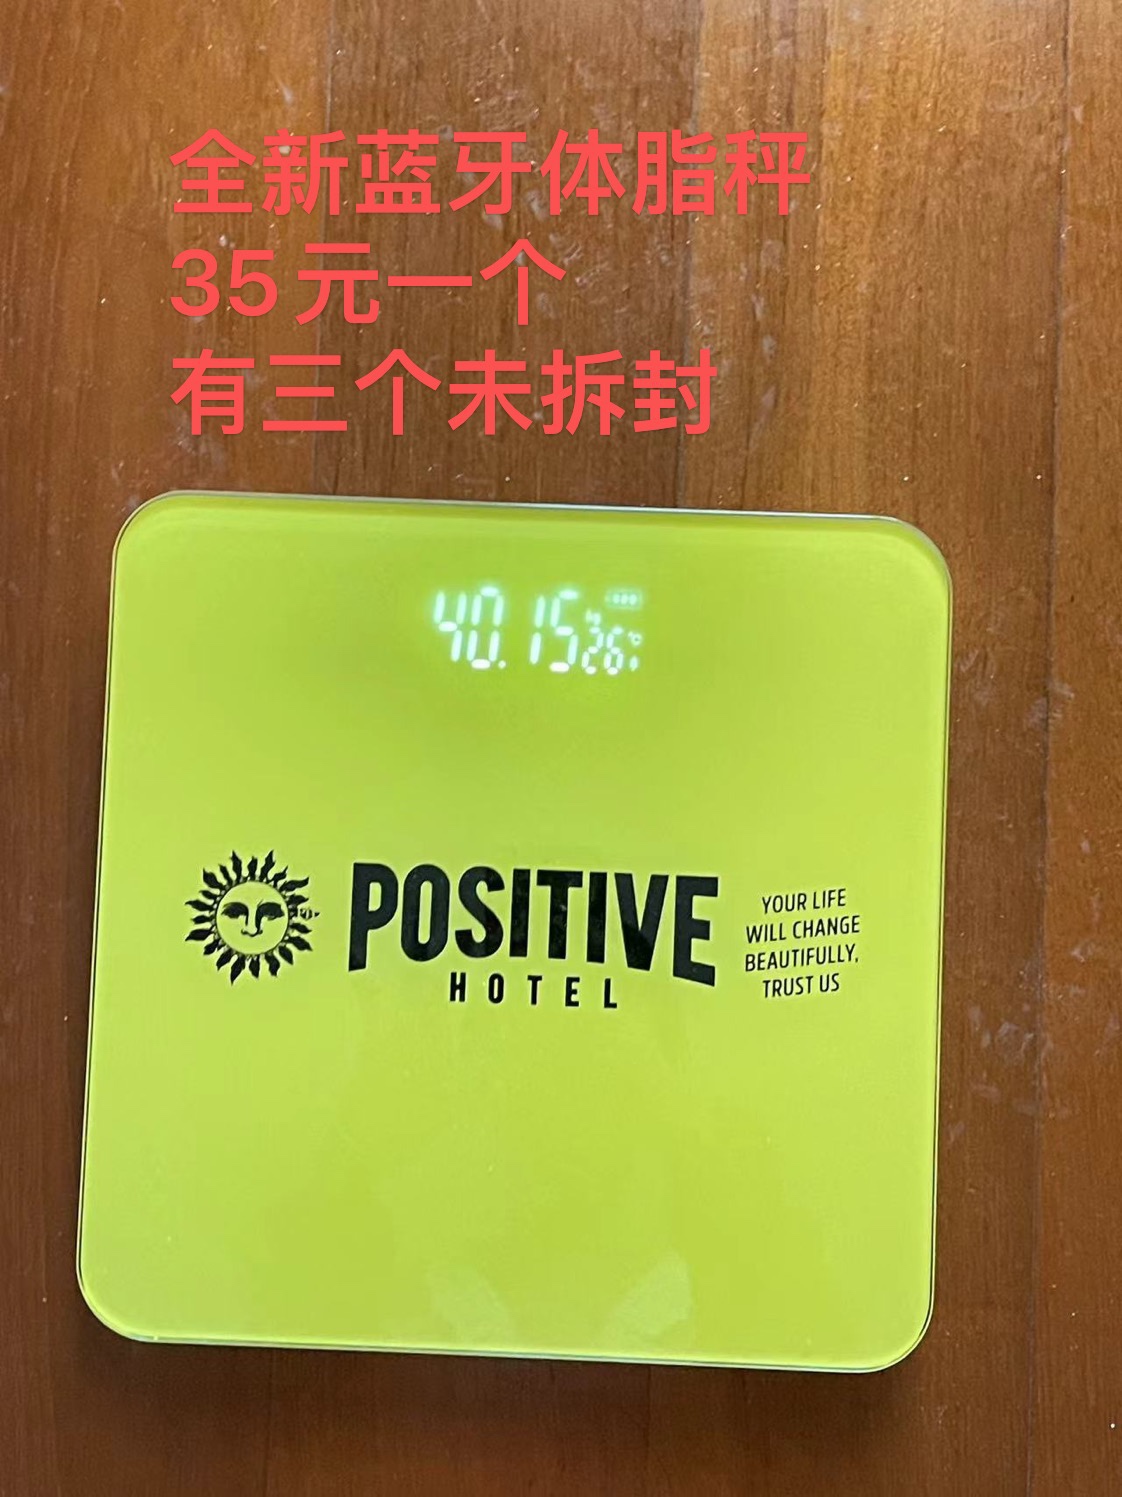 全新蓝牙体脂秤
35元一个
有三个未拆封
40.15kg
26℃
POSITIVE
HOTEL
YOUR LIFE
WILL CHANGE
BEAUTIFULLY,
TRUST US